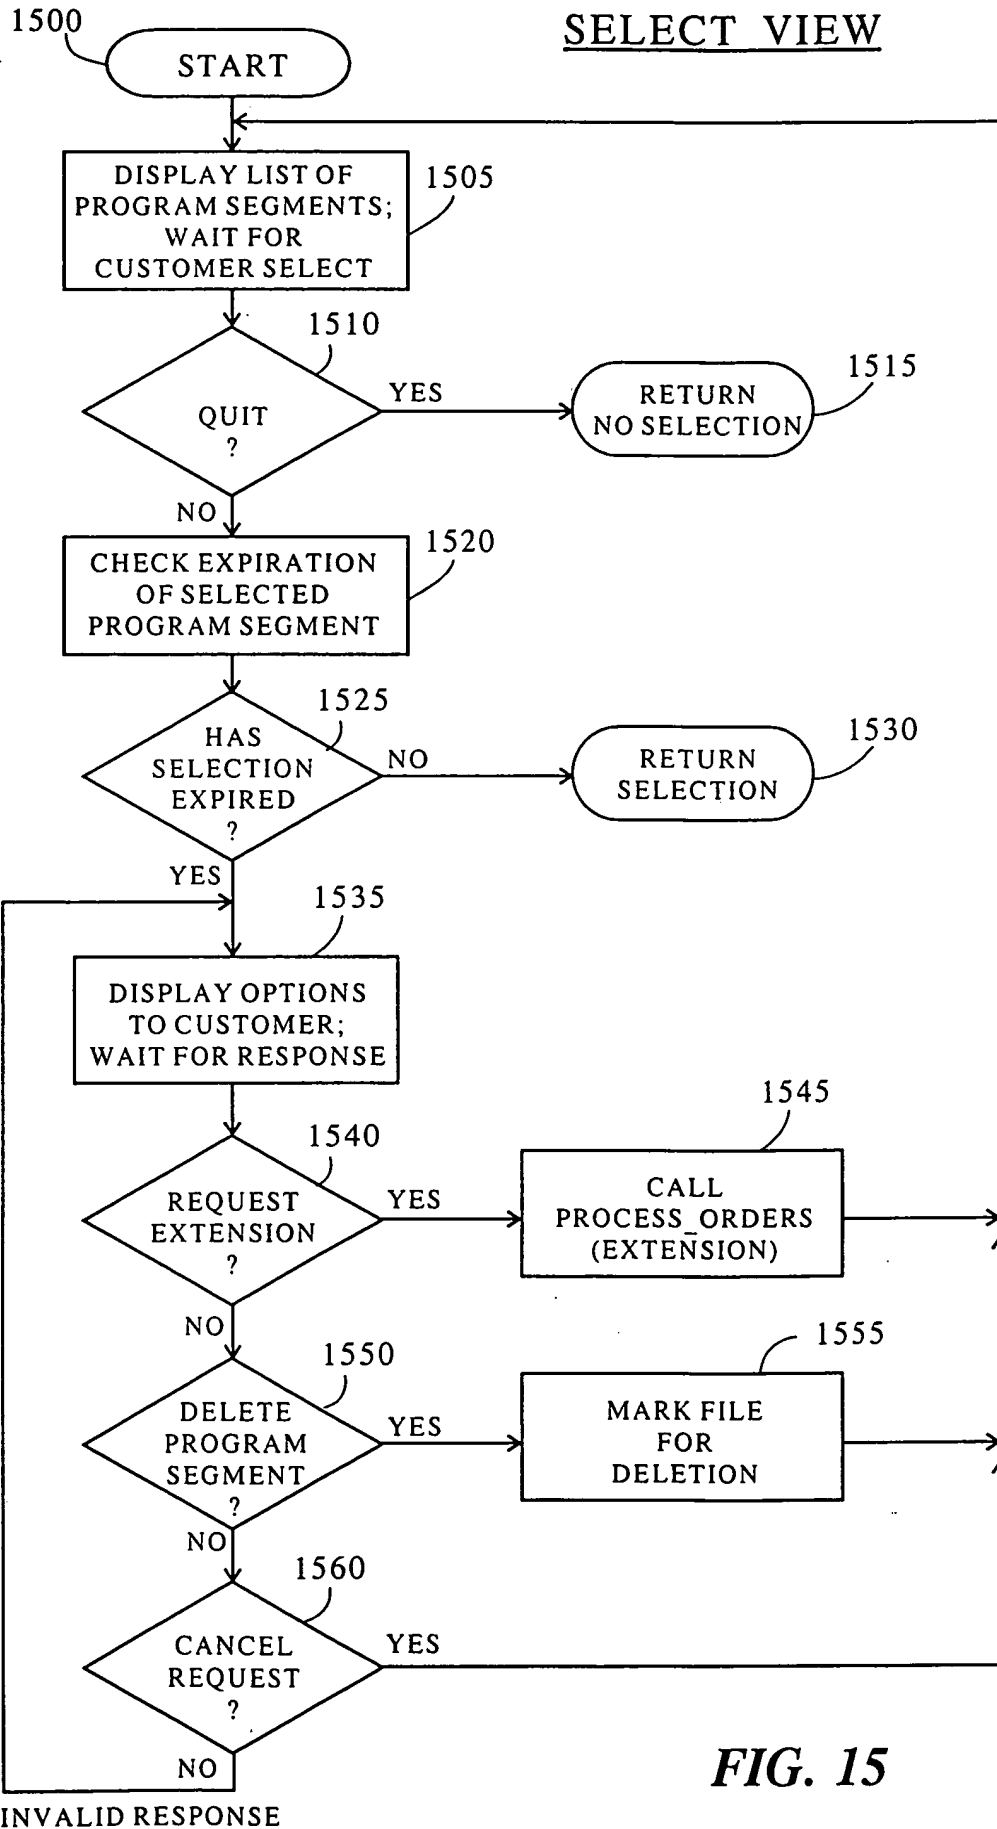 1500
SELECT VIEW
START
DISPLAY LIST OF
PROGRAM SEGMENTS;
WAIT FOR
CUSTOMER SELECT
1505
1510
QUIT
?
YES
RETURN
NO SELECTION
1515
NO
CHECK EXPIRATION
OF SELECTED
PROGRAM SEGMENT
1520
1525
HAS
SELECTION
EXPIRED
?
NO
RETURN
SELECTION
1530
YES
1535
DISPLAY OPTIONS
TO CUSTOMER;
WAIT FOR RESPONSE
1540
REQUEST
EXTENSION
?
YES
1545
CALL
PROCESS_ORDERS
(EXTENSION)
NO
1550
DELETE
PROGRAM
SEGMENT
?
YES
1555
MARK FILE
FOR
DELETION
NO
1560
CANCEL
REQUEST
?
YES
NO
INVALID RESPONSE
FIG. 15